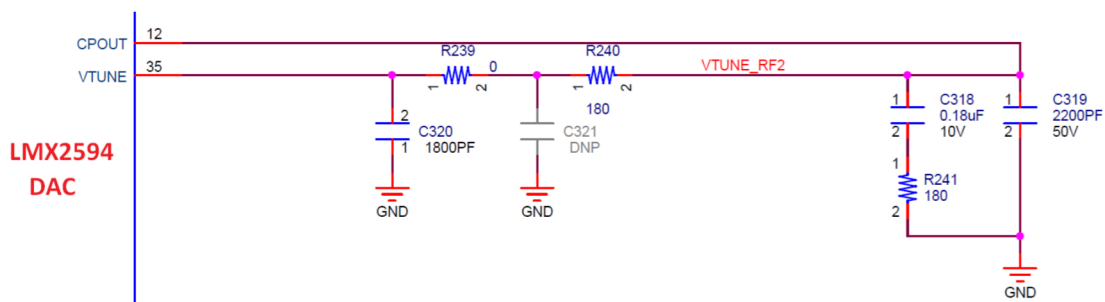 CPOUT 12
VTUNE 35
R239
0
R240
VTUNE_RF2
1 2
1 2
180
2
C320
1800PF
1
GND
C321
DNP
GND
1
C318
0.18uF
10V
2
1
C319
2200PF
50V
2
1
R241
180
2
GND
LMX2594
DAC